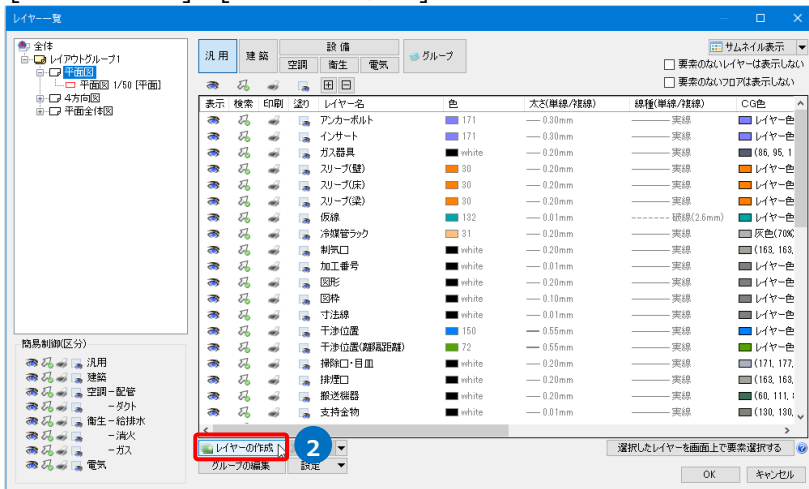 レイヤー一覧
全体
レイアウトグループ1
平面図
平面図 1/50 [平面]
4方向図
平面全体図
汎用 建築 設備 グループ
空調 衛生 電気
サムネイル表示
要素のないレイヤーは表示しない
要素のないフロアは表示しない
表示 検索 印刷 塗り レイヤー名 色 太さ(単線/複線) 線種(単線/複線) CG色
アンカーボルト 171 0.30mm 実線 レイヤー色
インサート 171 0.30mm 実線 レイヤー色
ガス器具 white 0.20mm 実線 (86, 95, 1
スリーブ(壁) 30 0.20mm 実線 レイヤー色
スリーブ(床) 30 0.20mm 実線 レイヤー色
スリーブ(梁) 30 0.20mm 実線 レイヤー色
仮線 132 0.01mm 破線(2.6mm) レイヤー色
冷媒管ラック 31 0.20mm 実線 灰色(70%
制気口 white 0.20mm 実線 (163, 163,
加工番号 white 0.01mm 実線 レイヤー色
図形 white 0.20mm 実線 レイヤー色
図枠 white 0.10mm 実線 レイヤー色
寸法線 white 0.01mm 実線 レイヤー色
干渉位置 150 0.55mm 実線 レイヤー色
干渉位置(離隔距離) 72 0.55mm 実線 レイヤー色
掃除口・目皿 white 0.20mm 実線 (171, 177,
排煙口 white 0.20mm 実線 (163, 163,
搬送機器 white 0.20mm 実線 (60, 111,
支持金物 white 0.01mm 実線 (130, 130,
簡易制御(区分)
汎用
建築
空調－配管
－ダクト
衛生－給排水
－消火
－ガス
電気
レイヤーの作成 2
選択したレイヤーを画面上で要素選択する
グループの編集 設定
OK キャンセル